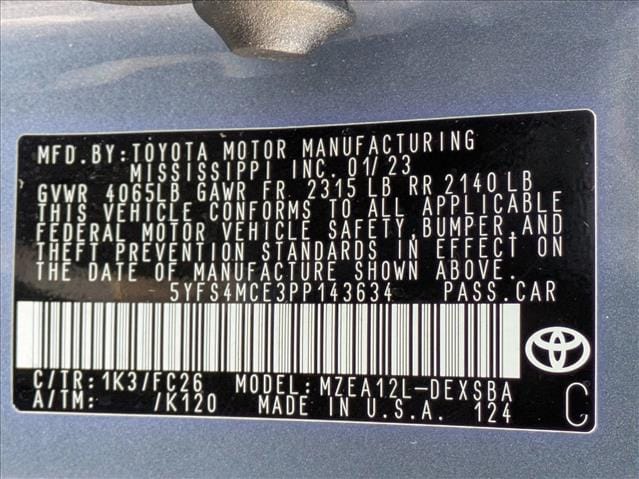 MFD.BY:TOYOTA MOTOR MANUFACTURING
MISSISSIPPI INC. 01/23
GVWR 4065LB GAWR FR. 2315 LB RR 2140 LB
THIS VEHICLE CONFORMS TO ALL APPLICABLE
FEDERAL MOTOR VEHICLE SAFETY,BUMPER,AND
THEFT PREVENTION STANDARDS IN EFFECT ON
THE DATE OF MANUFACTURE SHOWN ABOVE.
5YFS4MCE3PP143634 PASS.CAR
C/TR:1K3/FC26 MODEL:MZEA12L-DEXSBA
A/TM: /K120 MADE IN U.S.A. 124 C